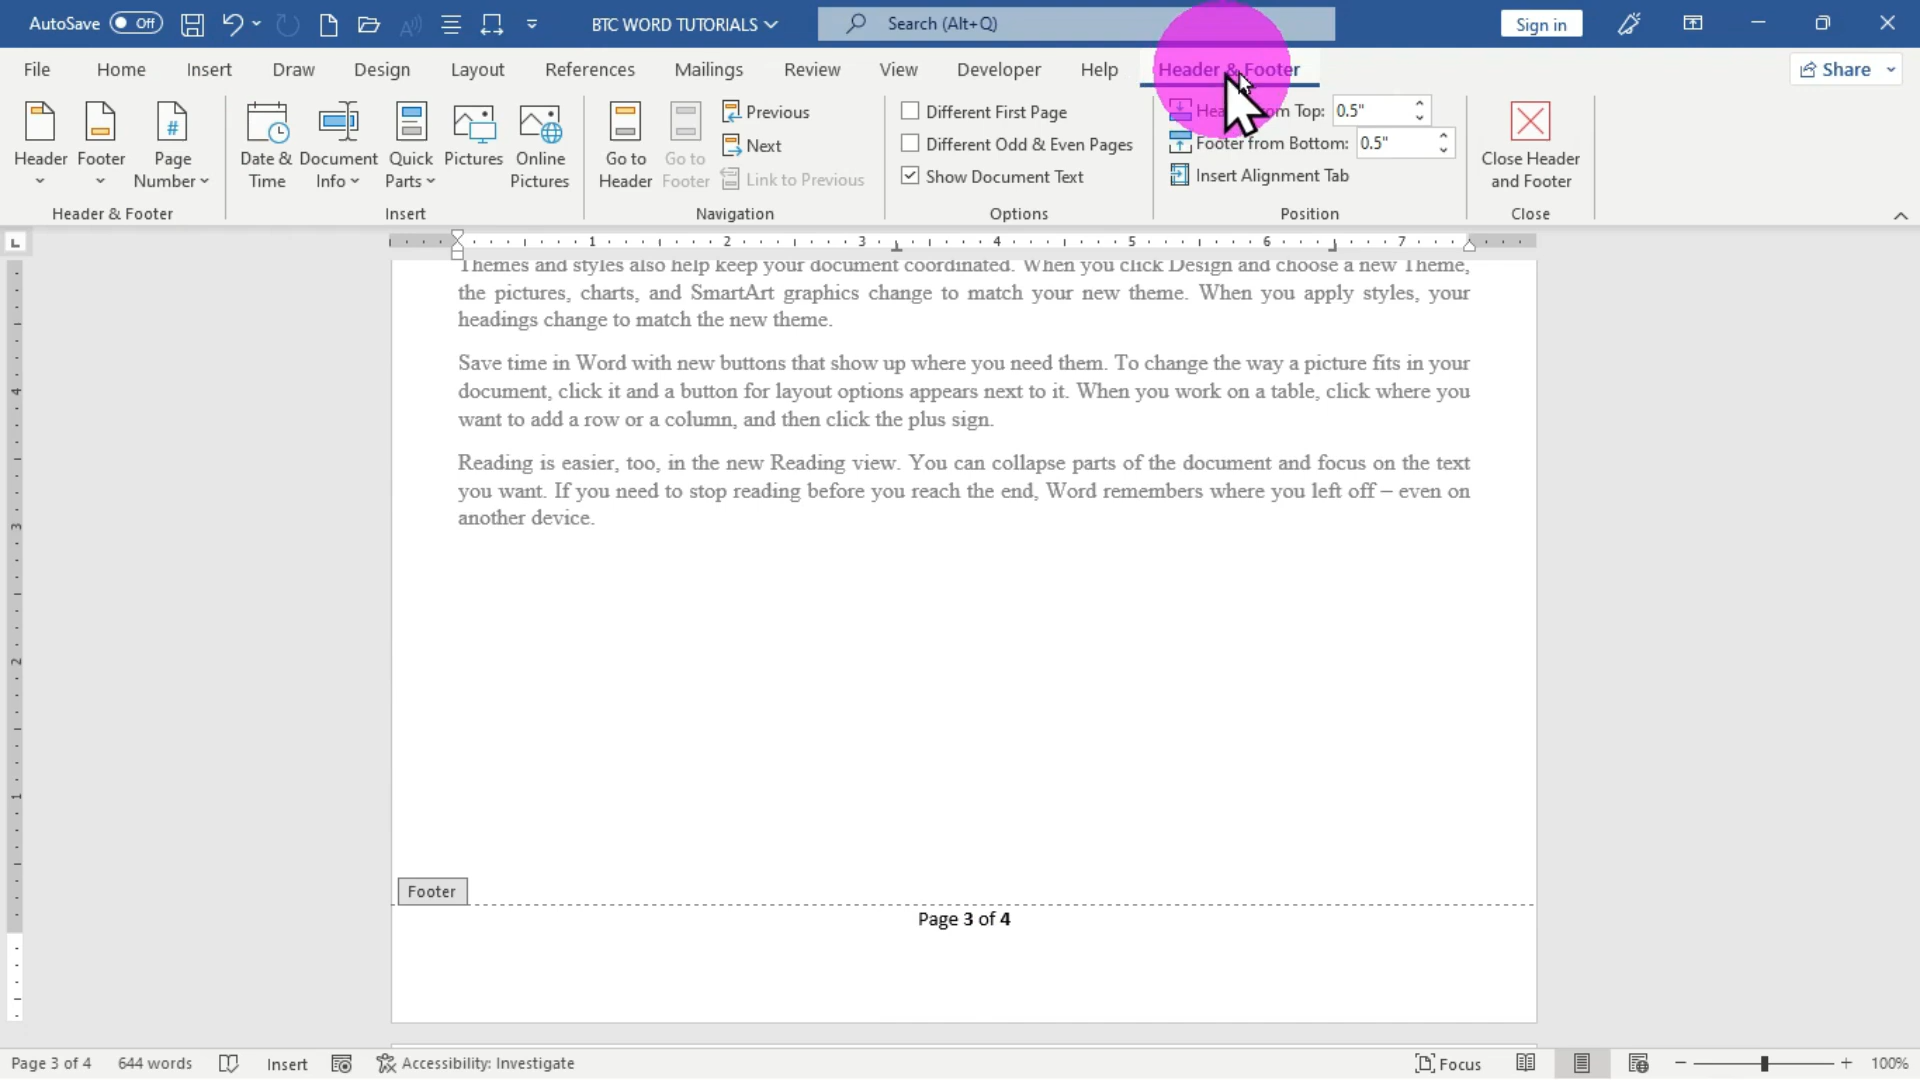 AutoSave Off BTC WORD TUTORIALS Search (Alt+Q) Sign in
File Home Insert Draw Design Layout References Mailings Review View Developer Help Header & Footer Share
Header Footer Page Number
Header & Footer
Date & Time Document Info Quick Parts Pictures Online Pictures
Insert
Go to Header Go to Footer
Previous
Next
Link to Previous
Navigation
Different First Page
Different Odd & Even Pages
Show Document Text
Options
from Top: 0.5"
Footer from Bottom: 0.5"
Insert Alignment Tab
Position
Close Header and Footer
Close
1 2 3 4 5 6 7
Themes and styles also help keep your document coordinated. When you click Design and choose a new Theme,
the pictures, charts, and SmartArt graphics change to match your new theme. When you apply styles, your
headings change to match the new theme.
Save time in Word with new buttons that show up where you need them. To change the way a picture fits in your
document, click it and a button for layout options appears next to it. When you work on a table, click where you
want to add a row or a column, and then click the plus sign.
Reading is easier, too, in the new Reading view. You can collapse parts of the document and focus on the text
you want. If you need to stop reading before you reach the end, Word remembers where you left off – even on
another device.
4
3
2
1
Footer
Page 3 of 4
Page 3 of 4 644 words Insert Accessibility: Investigate Focus 100%